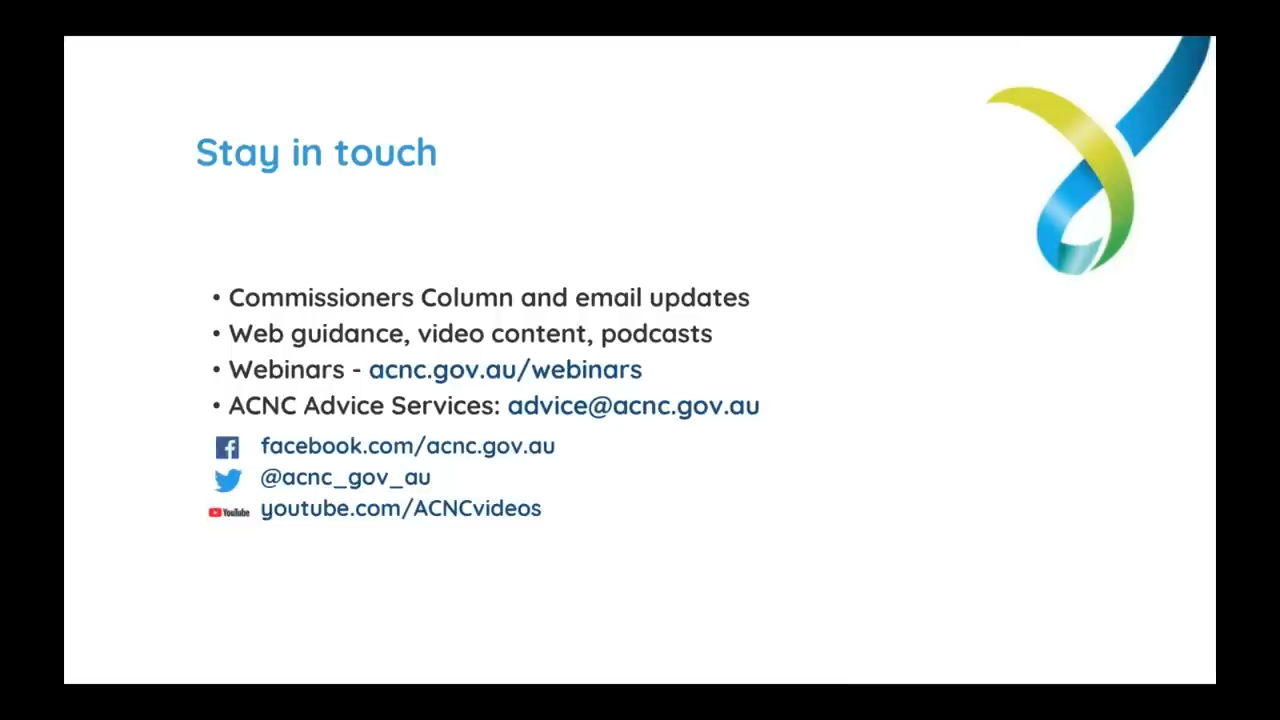 Stay in touch
• Commissioners Column and email updates
• Web guidance, video content, podcasts
• Webinars - acnc.gov.au/webinars
• ACNC Advice Services: advice@acnc.gov.au
facebook.com/acnc.gov.au
@acnc_gov_au
YouTube youtube.com/ACNCvideos